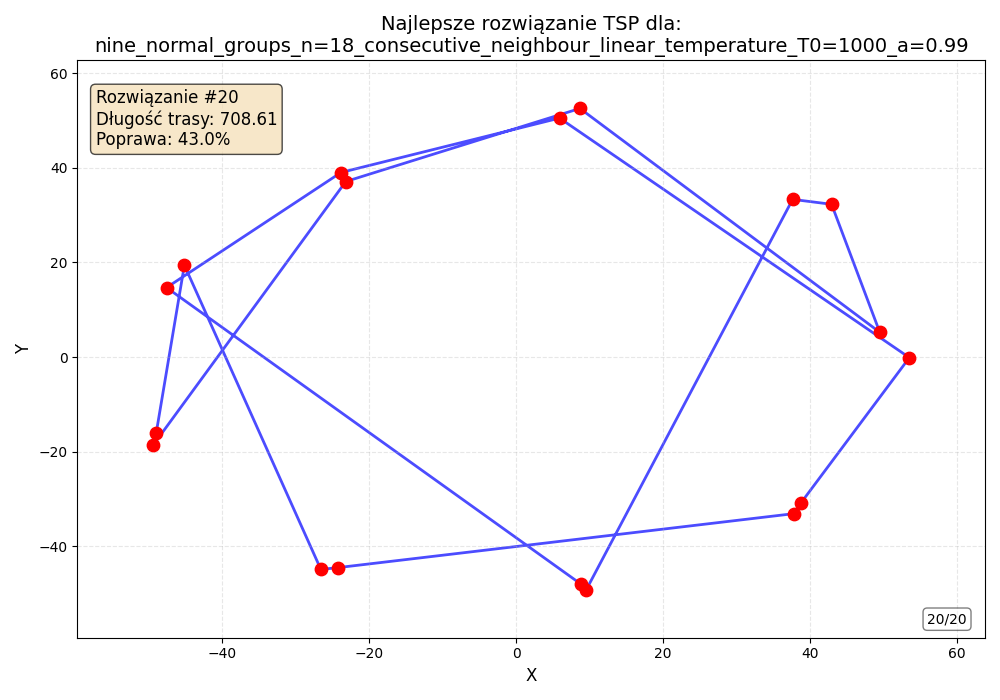 Najlepsze rozwiązanie TSP dla:
nine_normal_groups_n=18_consecutive_neighbour_linear_temperature_T0=1000_a=0.99
Rozwiązanie #20
Długość trasy: 708.61
Poprawa: 43.0%
60
40
20
0
−20
−40
Y
20/20
−40
−20
0
20
40
60
X